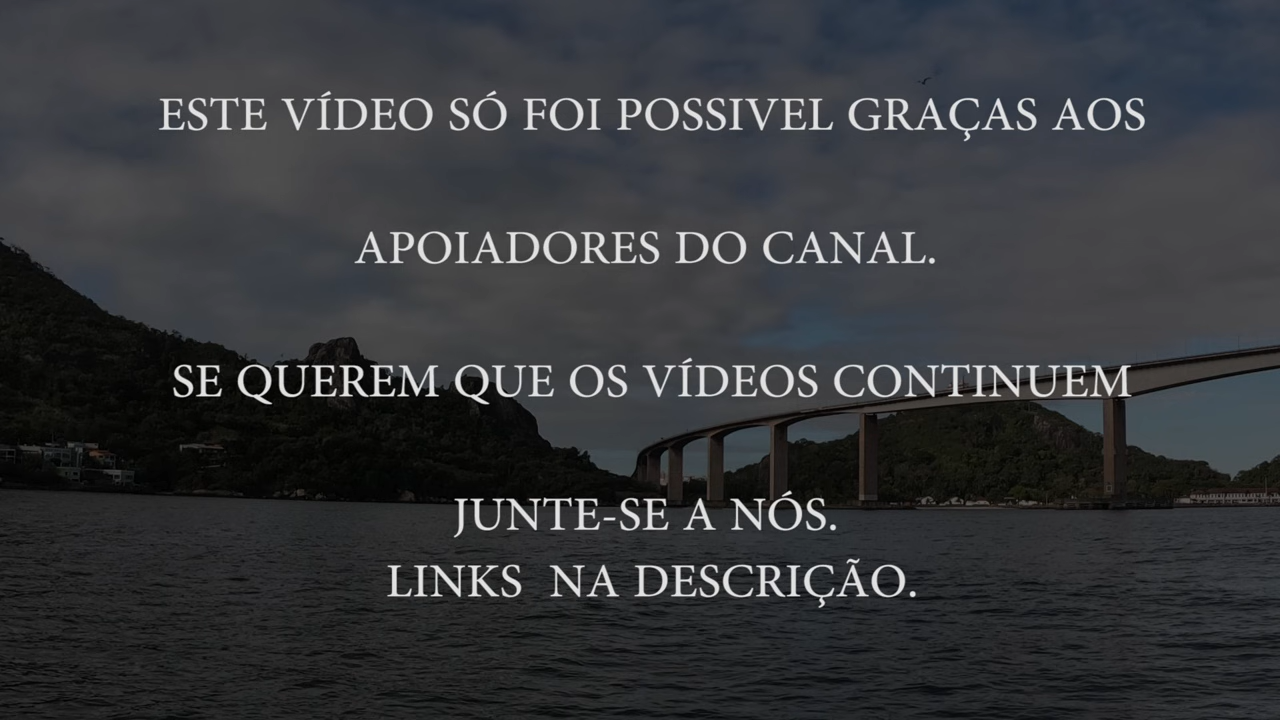 ESTE VÍDEO SÓ FOI POSSIVEL GRAÇAS AOS
APOIADORES DO CANAL.
SE QUEREM QUE OS VÍDEOS CONTINUEM
JUNTE-SE A NÓS.
LINKS  NA DESCRIÇÃO.